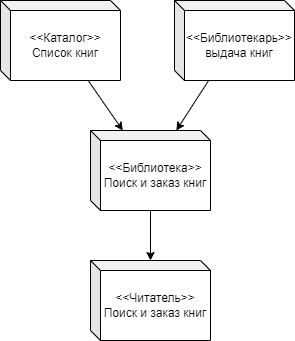 <<Каталог>>
Список книг
<<Библиотекарь>>
выдача книг
<<Библиотека>>
Поиск и заказ книг
<<Читатель>>
Поиск и заказ книг